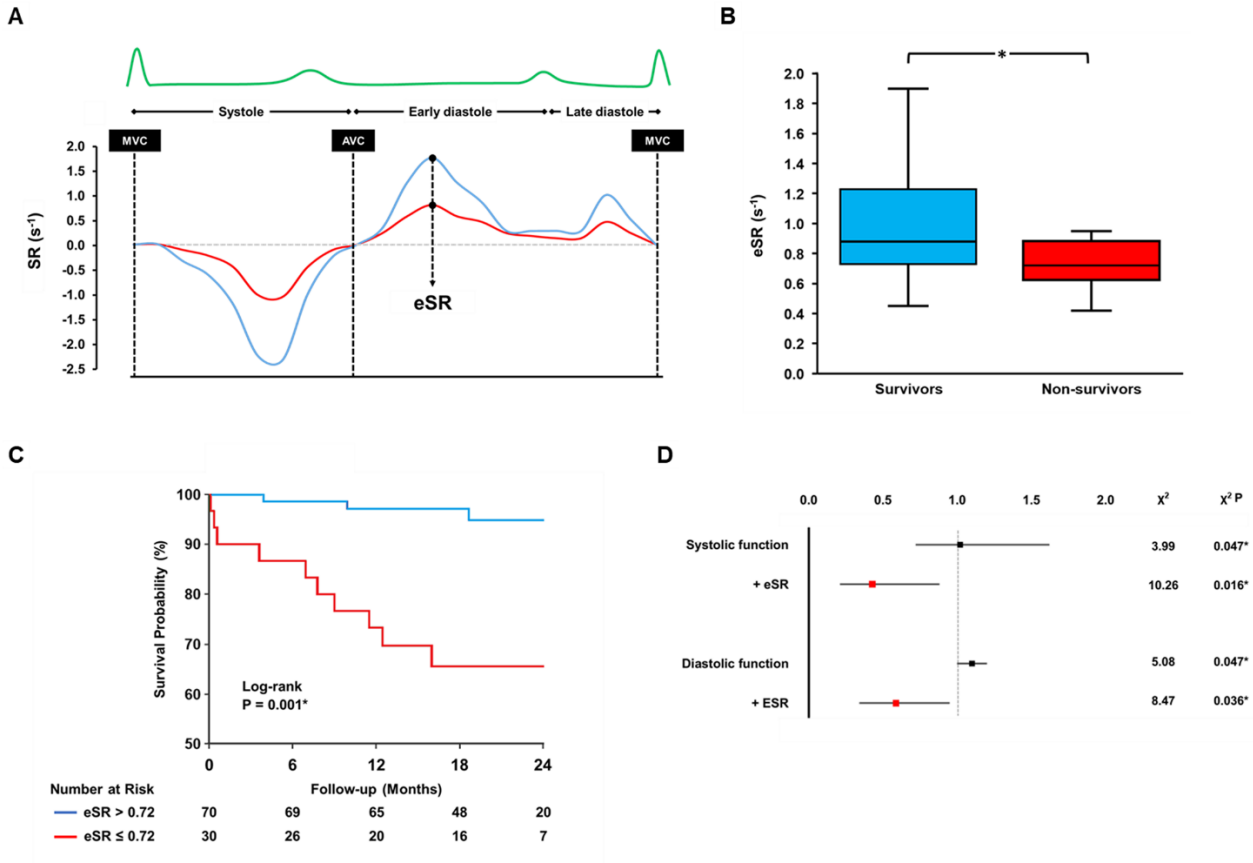 A
Systole Early diastole Late diastole
MVC AVC MVC
2.0
1.5
1.0
0.5
0.0
-0.5
-1.0
-1.5
-2.0
-2.5
SR (s-1)
eSR
B
*
2.0
1.8
1.6
1.4
1.2
1.0
0.8
0.6
0.4
0.2
0.0
eSR (s-1)
Survivors Non-survivors
C
100
90
80
70
60
50
Survival Probability (%)
Log-rank
P = 0.001*
0 6 12 18 24
Number at Risk Follow-up (Months)
eSR > 0.72 70 69 65 48 20
eSR ≤ 0.72 30 26 20 16 7
D
0.0 0.5 1.0 1.5 2.0 χ2 χ2 P
Systolic function 3.99 0.047*
+ eSR 10.26 0.016*
Diastolic function 5.08 0.047*
+ ESR 8.47 0.036*